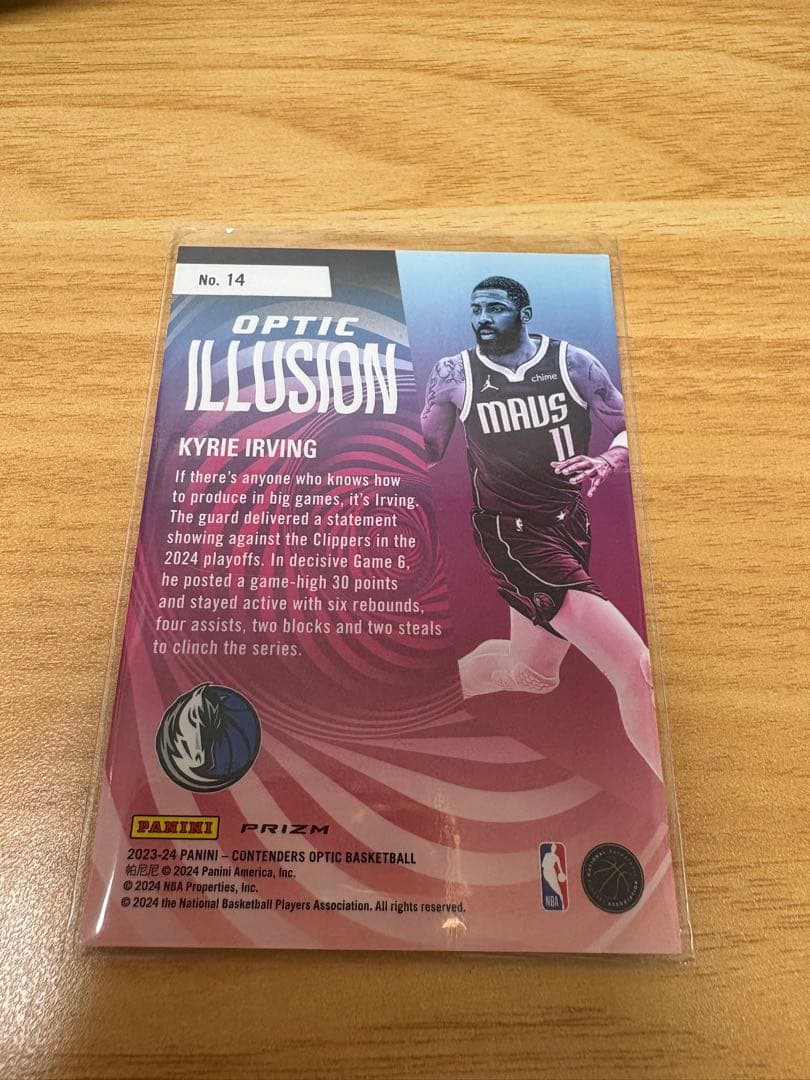 No. 14
OPTIC
ILLUSION
KYRIE IRVING
If there's anyone who knows how
to produce in big games, it's Irving.
The guard delivered a statement
showing against the Clippers in the
2024 playoffs. In decisive Game 6,
he posted a game-high 30 points
and stayed active with six rebounds,
four assists, two blocks and two steals
to clinch the series.
chime
MAVS
11
PANINI
PRIZM
2023-24 PANINI – CONTENDERS OPTIC BASKETBALL
帕尼尼 © 2024 Panini America, Inc.
© 2024 NBA Properties, Inc.
© 2024 the National Basketball Players Association. All rights reserved.
NBA